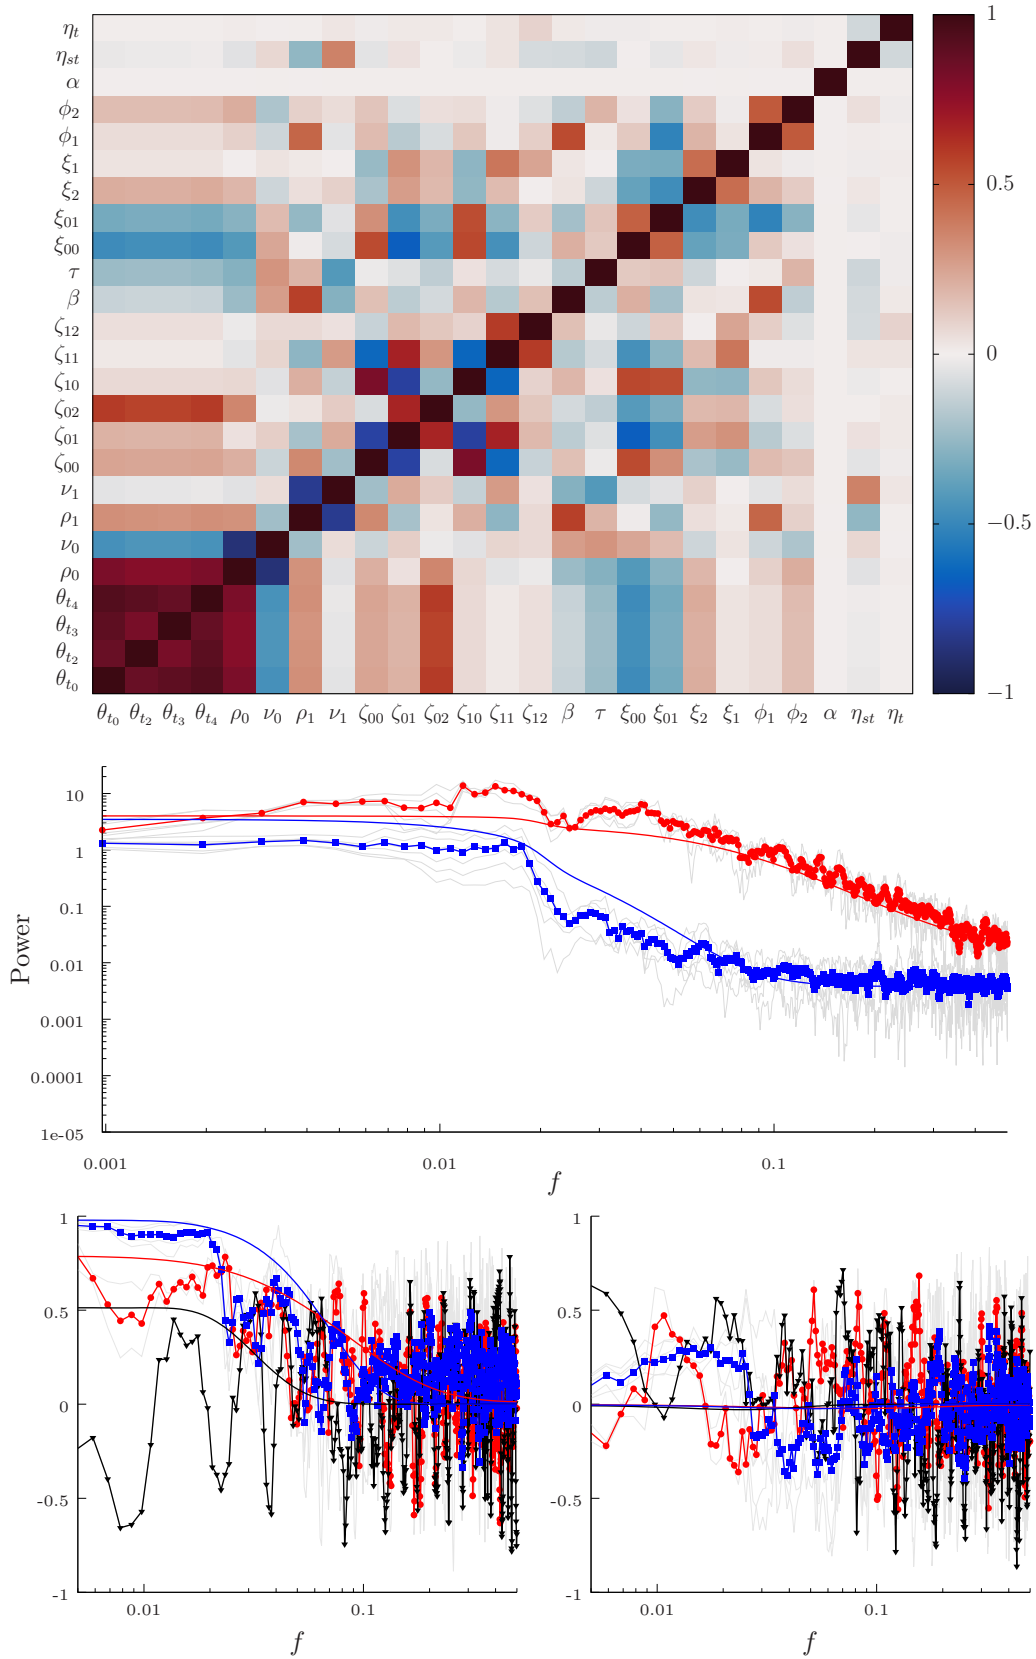 η_t
η_st
α
ϕ_2
ϕ_1
ξ_1
ξ_2
ξ_01
ξ_00
τ
β
ζ_12
ζ_11
ζ_10
ζ_02
ζ_01
ζ_00
ν_1
ρ_1
ν_0
ρ_0
θ_t4
θ_t3
θ_t2
θ_t0
1
0.5
0
−0.5
−1
θ_t0 θ_t2 θ_t3 θ_t4 ρ_0 ν_0 ρ_1 ν_1 ζ_00 ζ_01 ζ_02 ζ_10 ζ_11 ζ_12 β τ ξ_00 ξ_01 ξ_2 ξ_1 ϕ_1 ϕ_2 α η_st η_t
Power
10
1
0.1
0.01
0.001
0.0001
1e-05
0.001 0.01 0.1
f
1
0.5
0
-0.5
-1
0.01 0.1
f
1
0.5
0
-0.5
-1
0.01 0.1
f